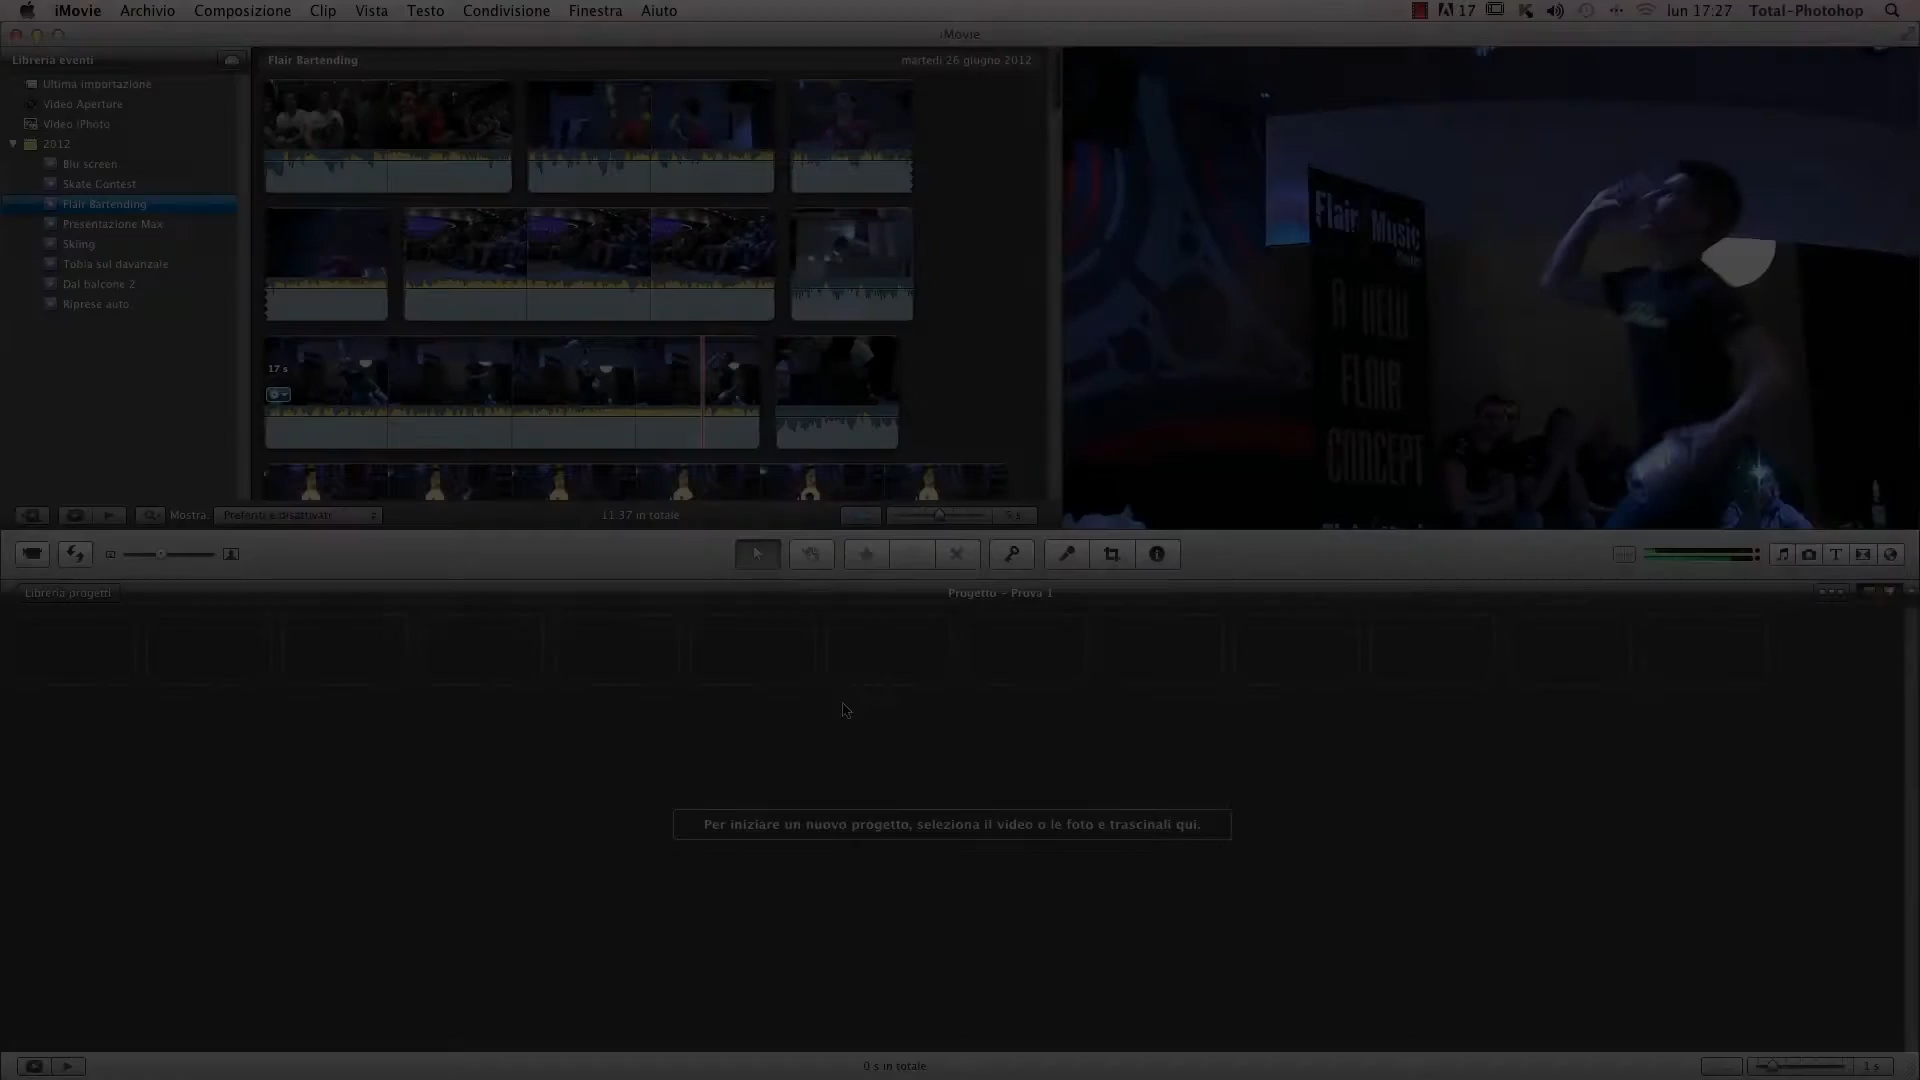 iMovie Archivio Composizione Clip Vista Testo Condivisione Finestra Aiuto
17 lun 17:27 Total-Photohop
iMovie
Libreria eventi
Flair Bartending
martedì 26 giugno 2012
Ultima importazione
Video Aperture
Video iPhoto
2012
Blu screen
Skate Contest
Flair Bartending
Presentazione Max
Skiing
Tobia sul davanzale
Dal balcone 2
Riprese auto
17 s
Flair Music
A NEW
FLAIR
CONCEPT
Mostra: Preferiti e disattivati
11:37 in totale
5 s
Libreria progetti
Progetto - Prova 1
Per iniziare un nuovo progetto, seleziona il video o le foto e trascinali qui.
0 s in totale
1 s